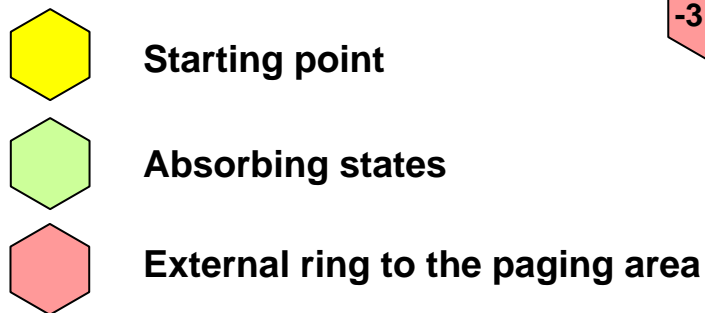 -3
Starting point
Absorbing states
External ring to the paging area